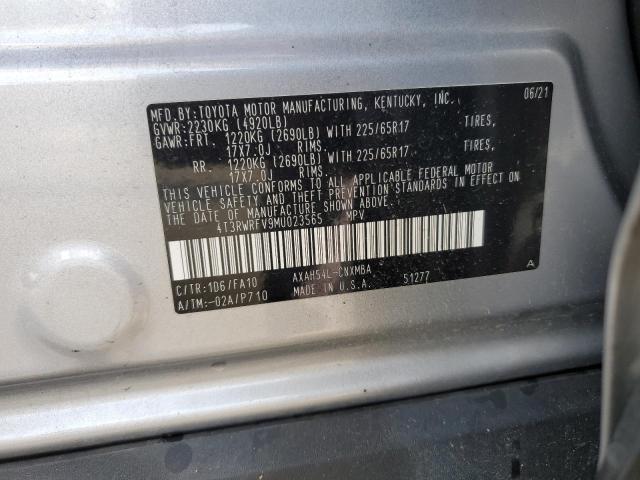 MFD.BY:TOYOTA MOTOR MANUFACTURING, KENTUCKY, INC. 06/21
GVWR:2230KG (4920LB)
GAWR:FRT. 1220KG (2690LB) WITH 225/65R17 TIRES,
17X7.0J RIMS.
RR. 1220KG (2690LB) WITH 225/65R17 TIRES,
17X7.0J RIMS.
THIS VEHICLE CONFORMS TO ALL APPLICABLE FEDERAL MOTOR
VEHICLE SAFETY AND THEFT PREVENTION STANDARDS IN EFFECT ON
THE DATE OF MANUFACTURE SHOWN ABOVE.
4T3RWRFV9MU023565 MPV
C/TR:1D6/FA10 AXAH54L-CNXMBA
A/TM:-02A/P710 MADE IN U.S.A. 51277 A